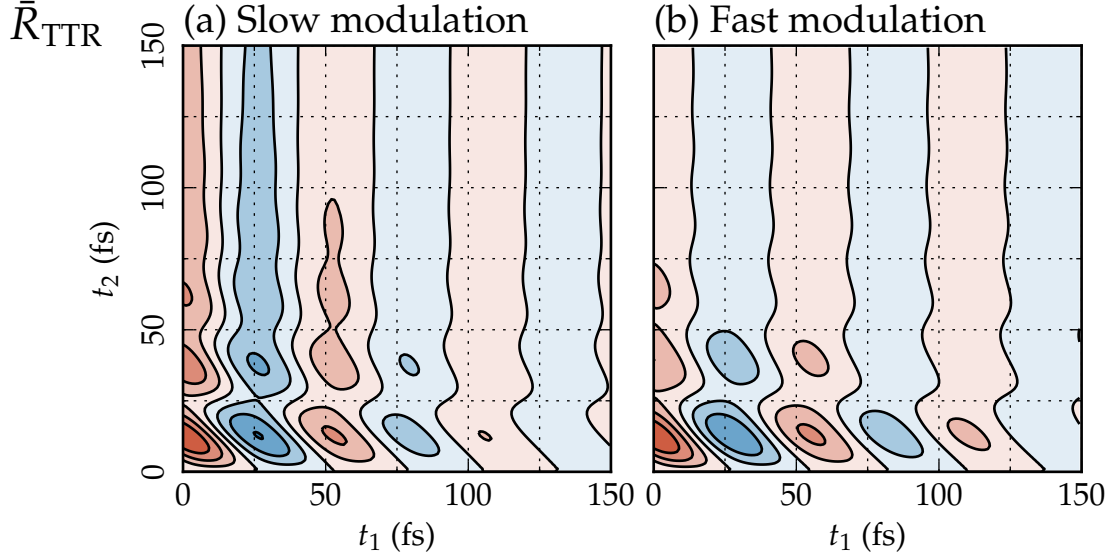 R̄TTR
(a) Slow modulation
(b) Fast modulation
150
100
50
0
t2 (fs)
0 50 100 150
0 50 100 150
t1 (fs)
t1 (fs)